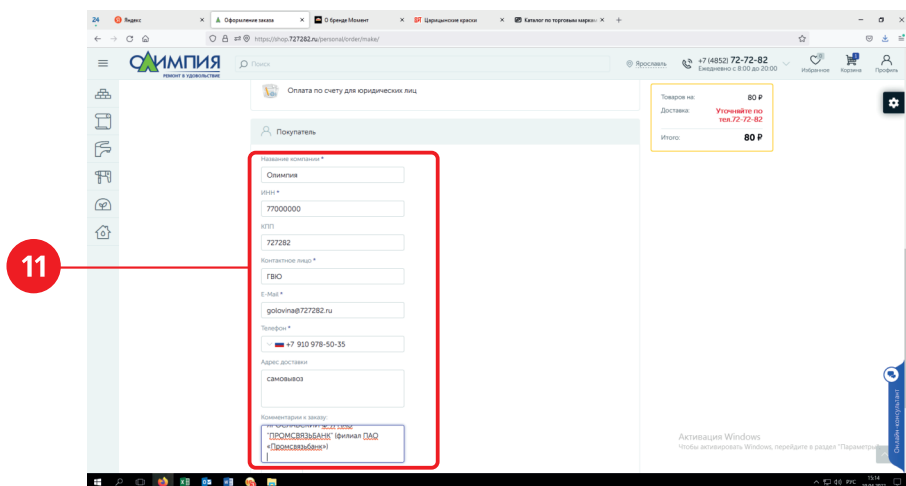 24 Яндекс Оформление заказа О бренде Момент Царицынские краски Каталог по торговым маркам
https://shop.727282.ru/personal/order/make/
ОЛИМПИЯ
РЕМОНТ В УДОВОЛЬСТВИЕ
Поиск
Ярославль
+7 (4852) 72-72-82
Ежедневно с 8:00 до 20:00
Избранное Корзина Профиль
Оплата по счету для юридических лиц
Товаров на: 80 ₽
Доставка: Уточняйте по
тел.72-72-82
Итого: 80 ₽
Покупатель
Название компании *
Олимпия
ИНН *
77000000
КПП
727282
Контактное лицо *
ГВЮ
11
E-Mail *
golovina@727282.ru
Телефон *
+7 910 978-50-35
Адрес доставки
самовывоз
Комментарии к заказу:
"ПРОМСВЯЗЬБАНК" (филиал ПАО
«Промсвязьбанк»)
Онлайн-консультант
Активация Windows
Чтобы активировать Windows, перейдите в раздел "Параметры
РУС 15:14